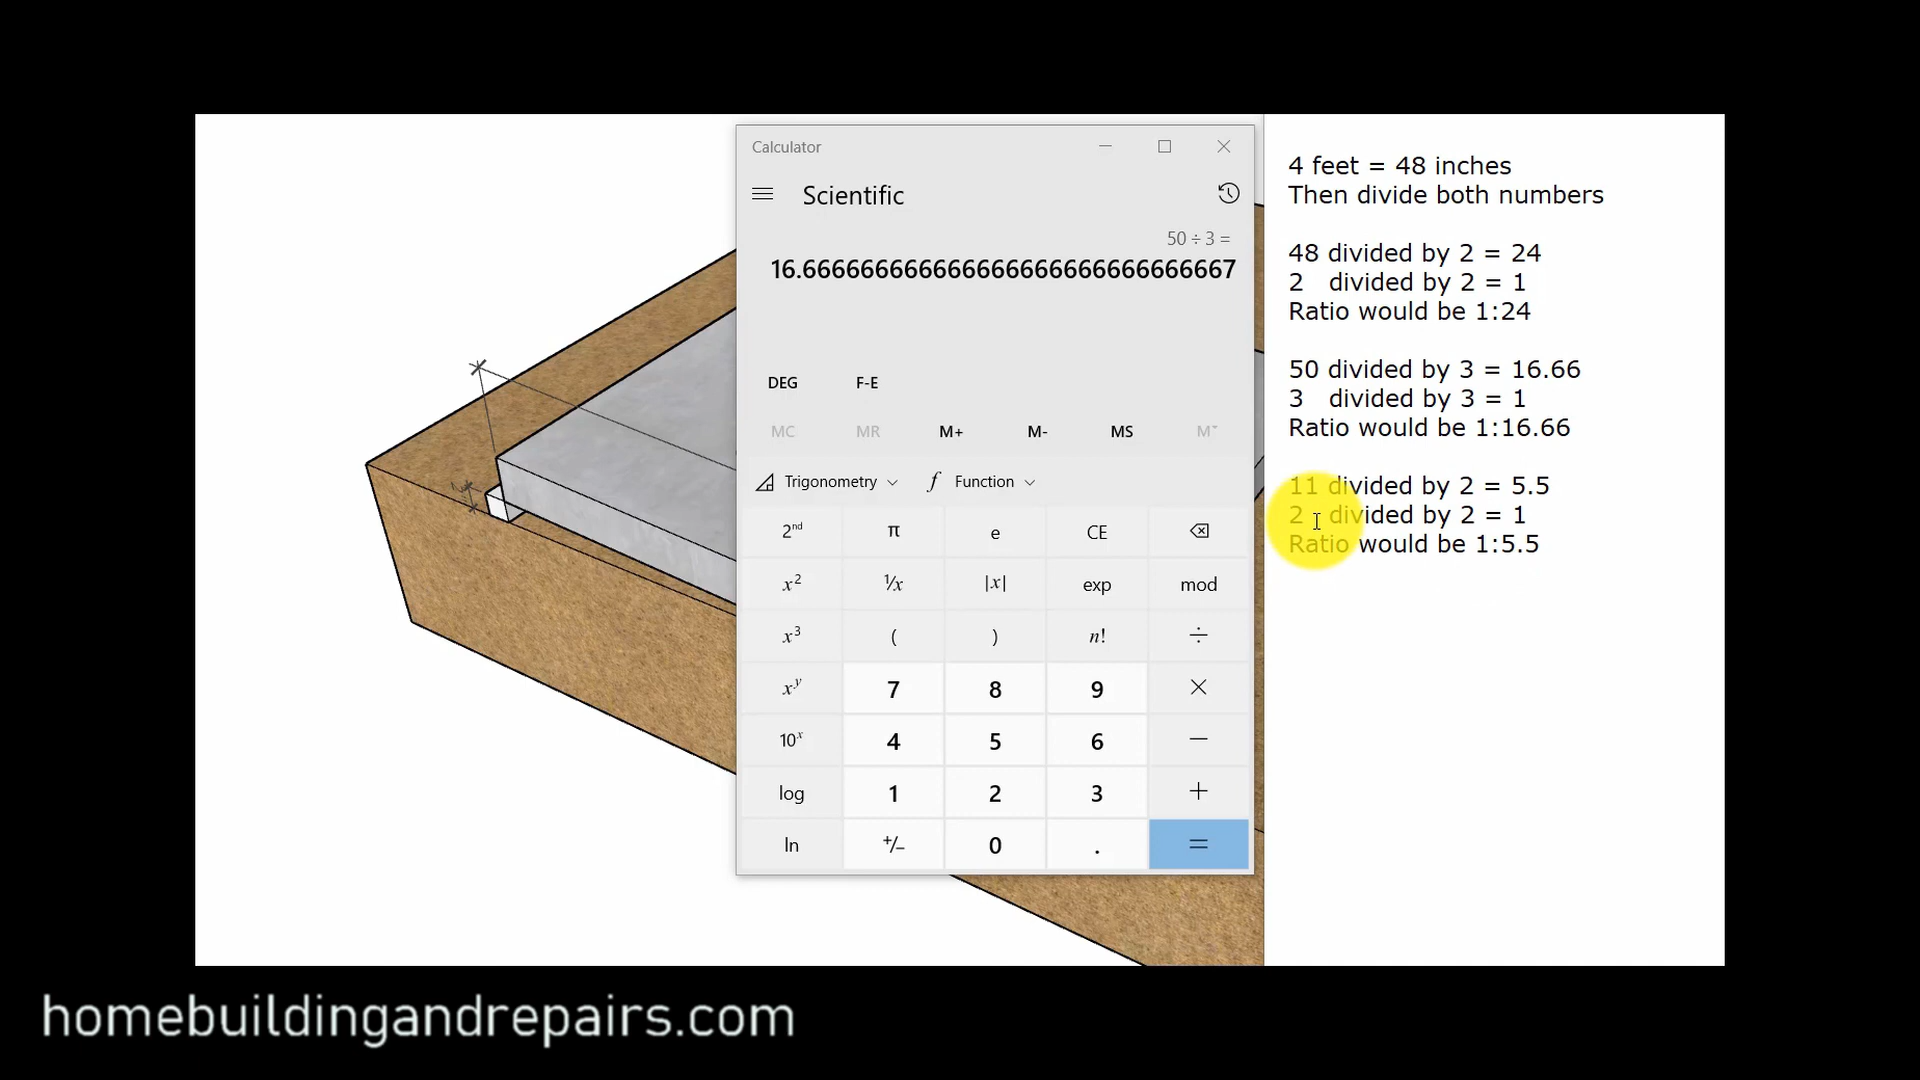 Calculator
Scientific
50 ÷ 3 =
16.666666666666666666666666666667
DEG F-E
MC MR M+ M- MS M˅
Trigonometry f Function
2nd π e CE
x² ¹/x |x| exp mod
x³ ( ) n! ÷
xʸ 7 8 9 ×
10ˣ 4 5 6 −
log 1 2 3 +
ln +/− 0 . =
4 feet = 48 inches
Then divide both numbers
48 divided by 2 = 24
2 divided by 2 = 1
Ratio would be 1:24
50 divided by 3 = 16.66
3 divided by 3 = 1
Ratio would be 1:16.66
11 divided by 2 = 5.5
2 divided by 2 = 1
Ratio would be 1:5.5
homebuildingandrepairs.com